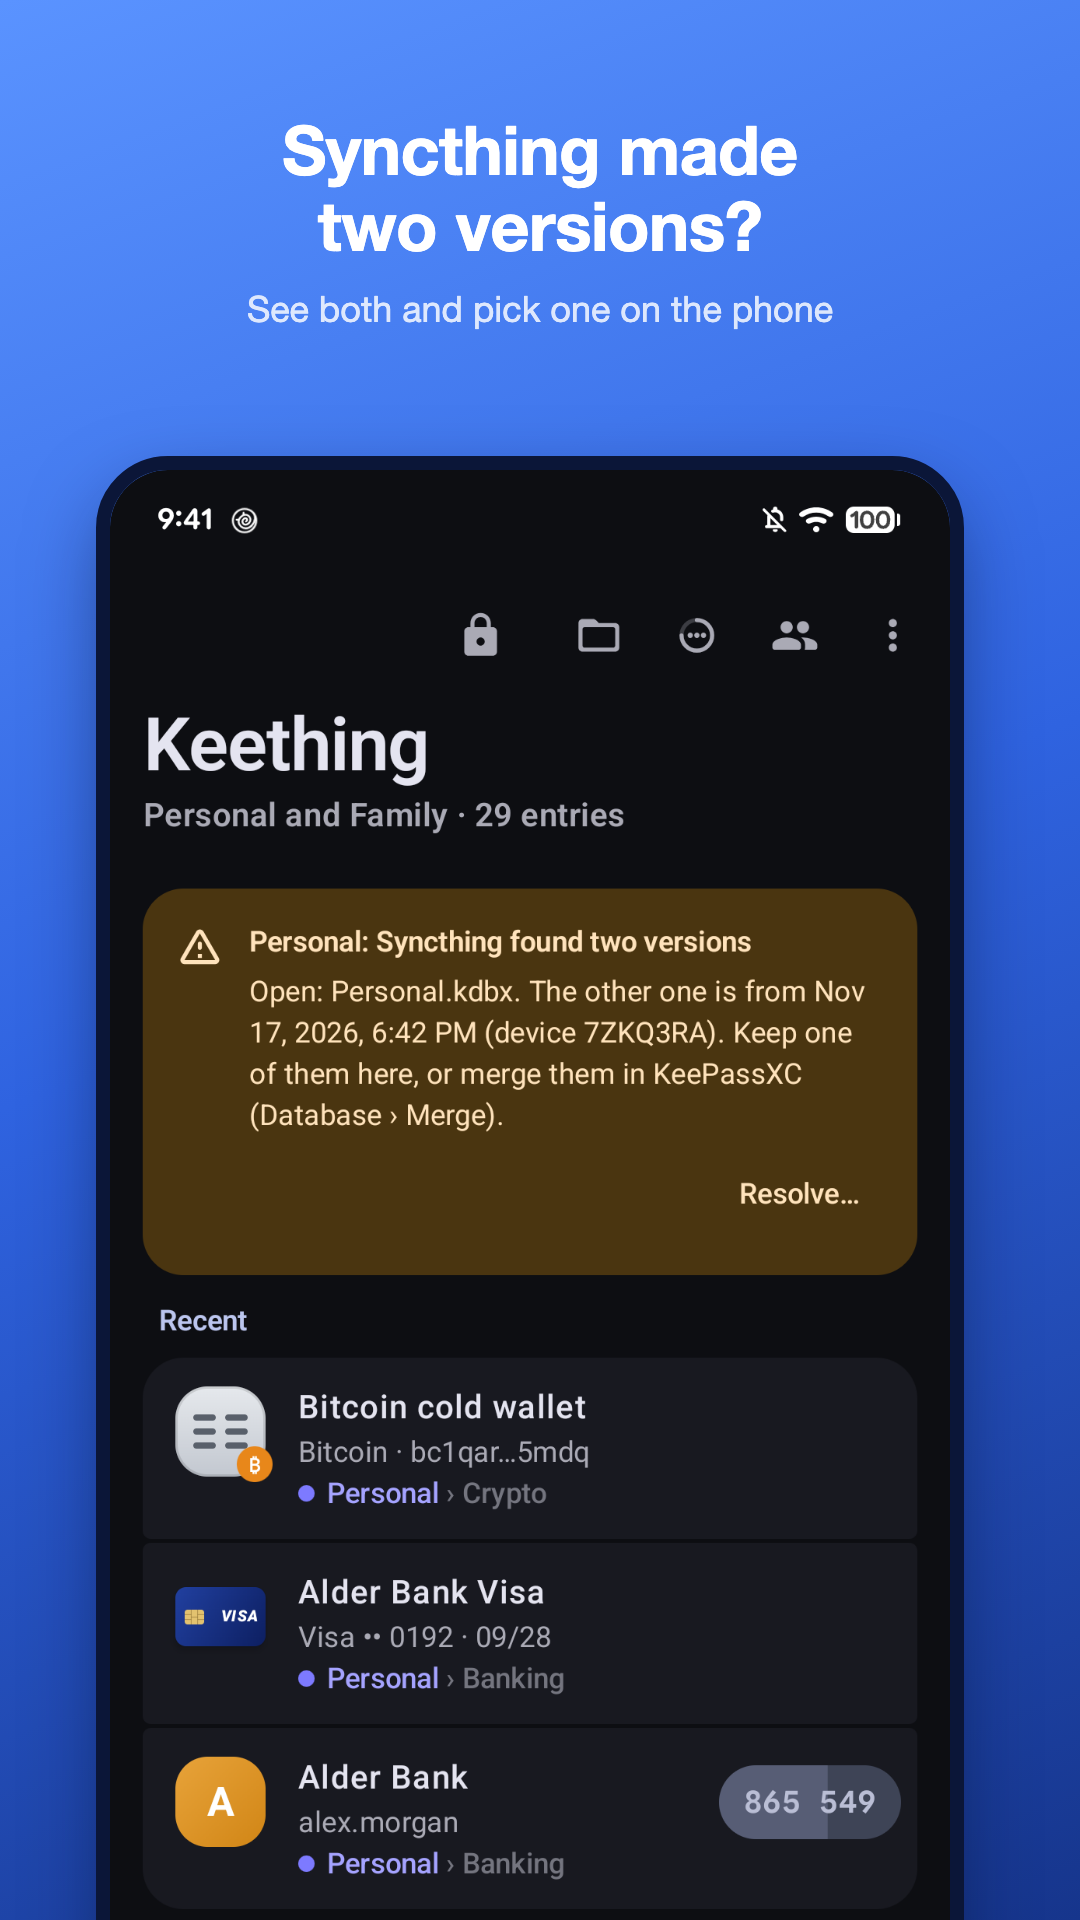 Syncthing made
two versions?
See both and pick one on the phone
9:41
100
Keething
Personal and Family · 29 entries
Personal: Syncthing found two versions
Open: Personal.kdbx. The other one is from Nov
17, 2026, 6:42 PM (device 7ZKQ3RA). Keep one
of them here, or merge them in KeePassXC
(Database › Merge).
Resolve…
Recent
Bitcoin cold wallet
Bitcoin · bc1qar…5mdq
Personal › Crypto
VISA
Alder Bank Visa
Visa •• 0192 · 09/28
Personal › Banking
A
Alder Bank
alex.morgan
Personal › Banking
865 549